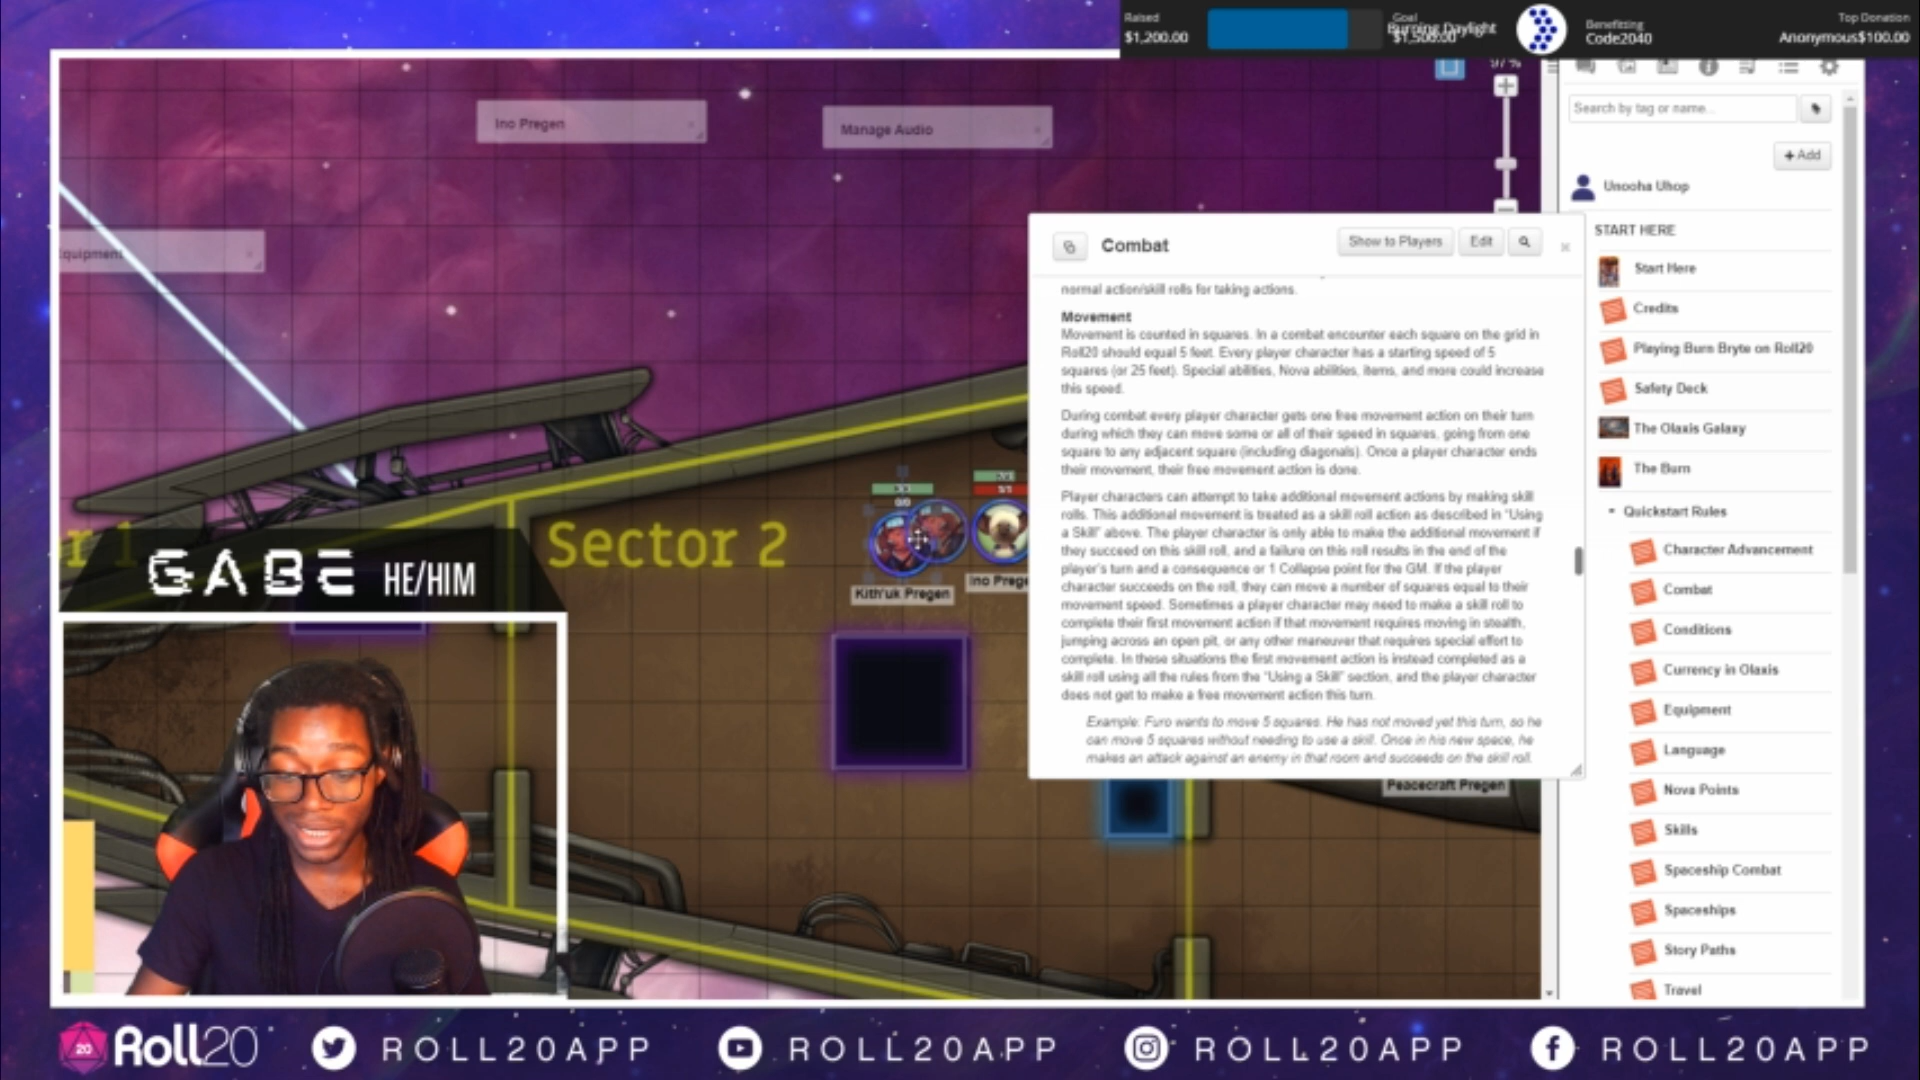 Raised
$1,200.00
Goal
Burning Daylight
$1,500.00
Benefitting
Code2040
Top Donation
Anonymous$100.00
97%
Ino Pregen
Manage Audio
Equipment
Search by tag or name...
+ Add
Unooha Uhop
START HERE
Start Here
Credits
Playing Burn Bryte on Roll20
Safety Deck
The Olaxis Galaxy
The Burn
Quickstart Rules
Character Advancement
Combat
Conditions
Currency in Olaxis
Equipment
Language
Nova Points
Skills
Spaceship Combat
Spaceships
Story Paths
Travel
Combat
Show to Players
Edit
normal action/skill rolls for taking actions.
Movement
Movement is counted in squares. In a combat encounter each square on the grid in
Roll20 should equal 5 feet. Every player character has a starting speed of 5
squares (or 25 feet). Special abilities, Nova abilities, items, and more could increase
this speed.
During combat every player character gets one free movement action on their turn
during which they can move some or all of their speed in squares, going from one
square to any adjacent square (including diagonals). Once a player character ends
their movement, their free movement action is done.
Player characters can attempt to take additional movement actions by making skill
rolls. This additional movement is treated as a skill roll action as described in "Using
a Skill" above. The player character is only able to make the additional movement if
they succeed on this skill roll, and a failure on this roll results in the end of the
player's turn and a consequence or 1 Collapse point for the GM. If the player
character succeeds on the roll, they can move a number of squares equal to their
movement speed. Sometimes a player character may need to make a skill roll to
complete their first movement action if that movement requires moving in stealth,
jumping across an open pit, or any other maneuver that requires special effort to
complete. In these situations the first movement action is instead completed as a
skill roll using all the rules from the "Using a Skill" section, and the player character
does not get to make a free movement action this turn.
Example: Furo wants to move 5 squares. He has not moved yet this turn, so he
can move 5 squares without needing to use a skill. Once in his new space, he
makes an attack against an enemy in that room and succeeds on the skill roll.
r 1
Sector 2
Kith'uk Pregen
Ino Prege
Peacecraft Pregen
GABE HE/HIM
20
Roll20
ROLL20APP
ROLL20APP
ROLL20APP
ROLL20APP